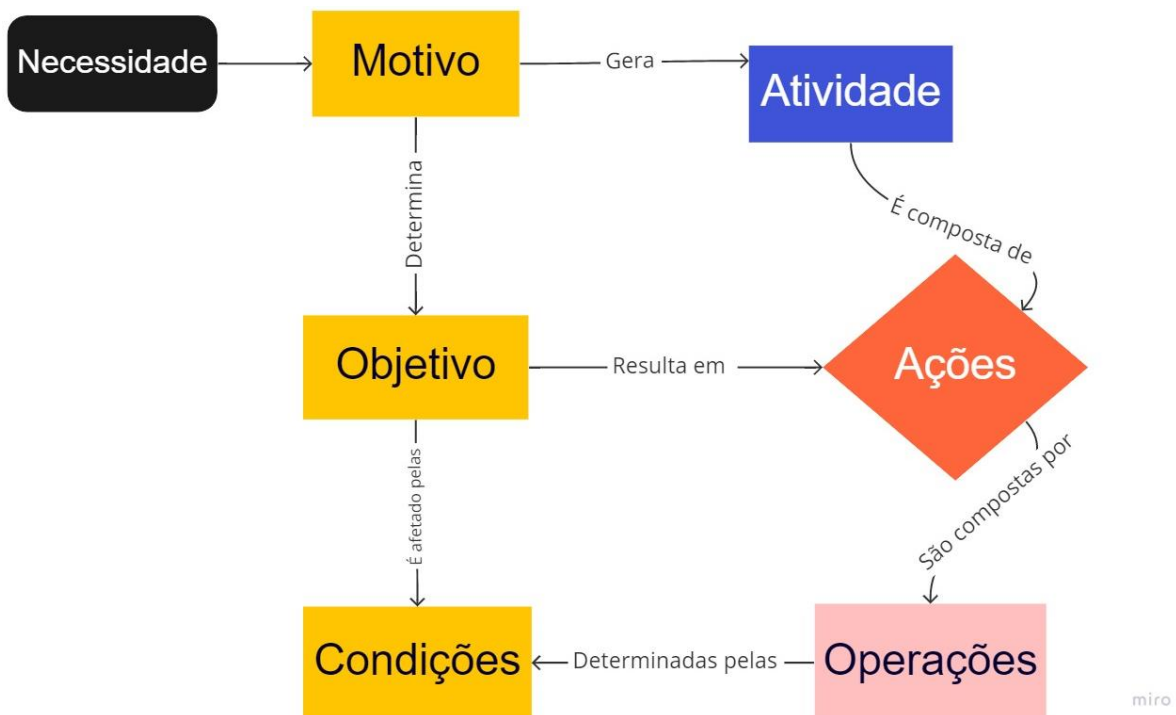 Necessidade
Motivo
Gera
Atividade
Determina
É composta de
Objetivo
Resulta em
Ações
É afetado pelas
São compostas por
Condições
Determinadas pelas
Operações
miro